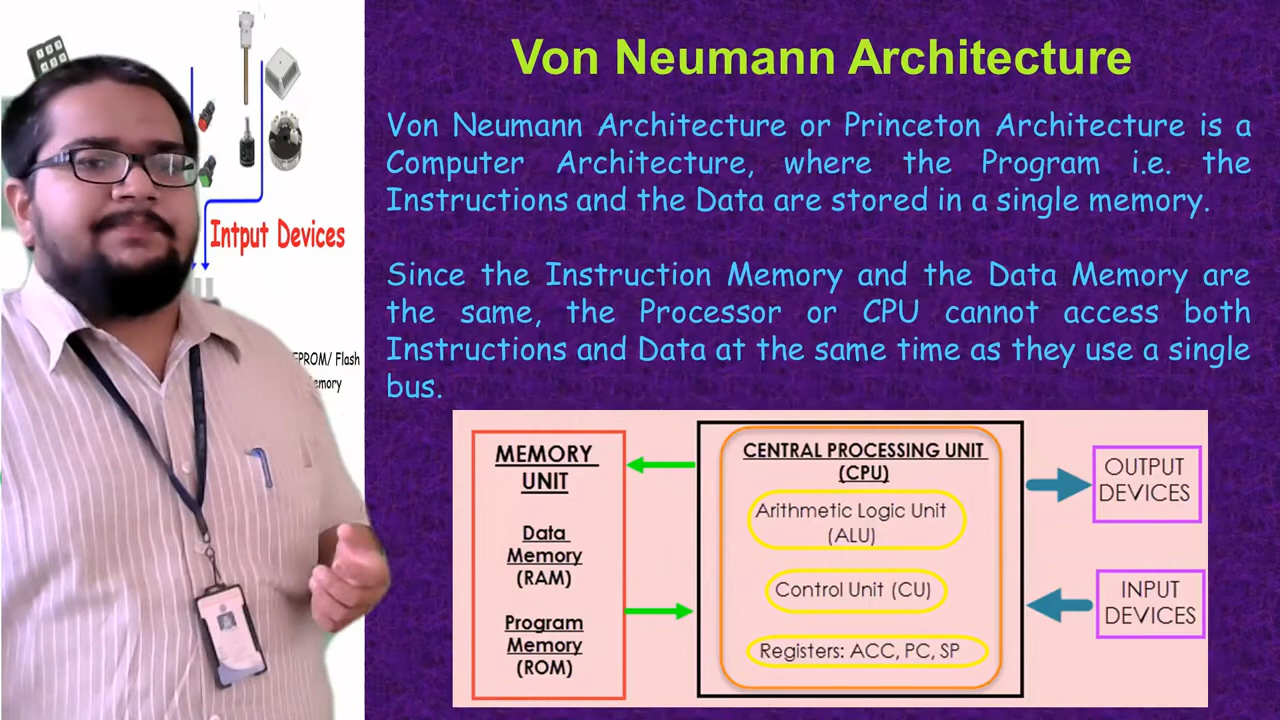 Von Neumann Architecture
Von Neumann Architecture or Princeton Architecture is a
Computer Architecture, where the Program i.e. the
Instructions and the Data are stored in a single memory.
Since the Instruction Memory and the Data Memory are
the same, the Processor or CPU cannot access both
Instructions and Data at the same time as they use a single
bus.
Intput Devices
EPROM/ Flash
emory
MEMORY
UNIT
Data
Memory
(RAM)
Program
Memory
(ROM)
CENTRAL PROCESSING UNIT
(CPU)
Arithmetic Logic Unit
(ALU)
Control Unit (CU)
Registers: ACC, PC, SP
OUTPUT
DEVICES
INPUT
DEVICES